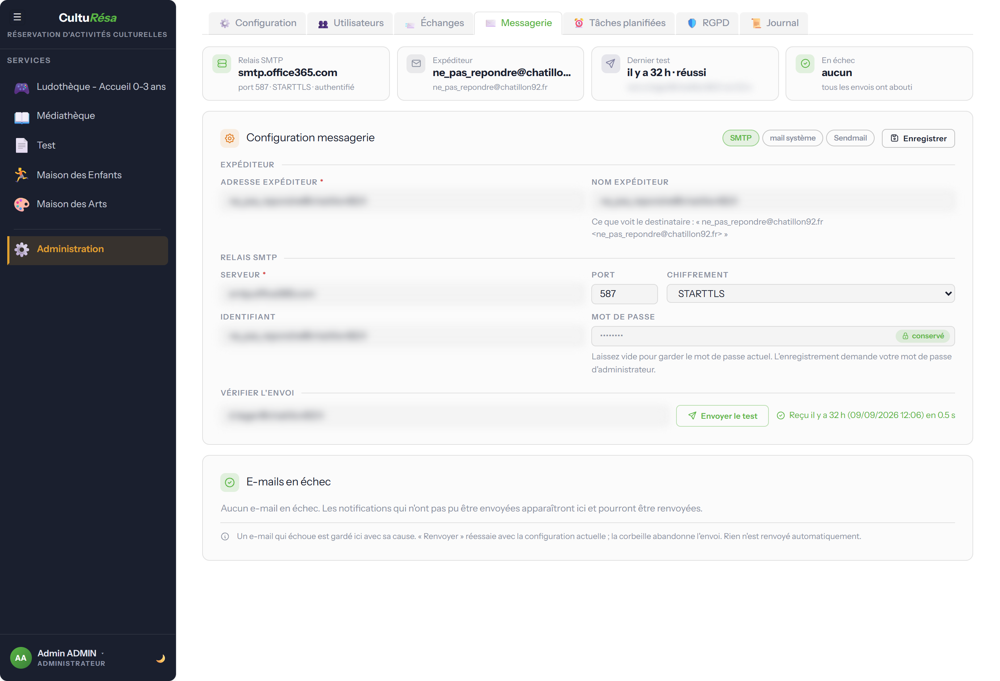 ☰ CultuRésa
RÉSERVATION D'ACTIVITÉS CULTURELLES
SERVICES
Ludothèque - Accueil 0-3 ans
Médiathèque
Test
Maison des Enfants
Maison des Arts
Administration
AA
Admin ADMIN
ADMINISTRATEUR
Configuration
Utilisateurs
Échanges
Messagerie
Tâches planifiées
RGPD
Journal
Relais SMTP
smtp.office365.com
port 587 · STARTTLS · authentifié
Expéditeur
ne_pas_repondre@chatillo...
ne_pas_repondre@chatillon92.fr
Dernier test
il y a 32 h · réussi
En échec
aucun
tous les envois ont abouti
Configuration messagerie
SMTP
mail système
Sendmail
Enregistrer
EXPÉDITEUR
ADRESSE EXPÉDITEUR *
NOM EXPÉDITEUR
Ce que voit le destinataire : « ne_pas_repondre@chatillon92.fr
<ne_pas_repondre@chatillon92.fr> »
RELAIS SMTP
SERVEUR *
PORT
CHIFFREMENT
587
STARTTLS
IDENTIFIANT
MOT DE PASSE
••••••••
conservé
Laissez vide pour garder le mot de passe actuel. L'enregistrement demande votre mot de passe
d'administrateur.
VÉRIFIER L'ENVOI
Envoyer le test
Reçu il y a 32 h (09/09/2026 12:06) en 0.5 s
E-mails en échec
Aucun e-mail en échec. Les notifications qui n'ont pas pu être envoyées apparaîtront ici et pourront être renvoyées.
Un e-mail qui échoue est gardé ici avec sa cause. « Renvoyer » réessaie avec la configuration actuelle ; la corbeille abandonne l'envoi. Rien n'est renvoyé automatiquement.